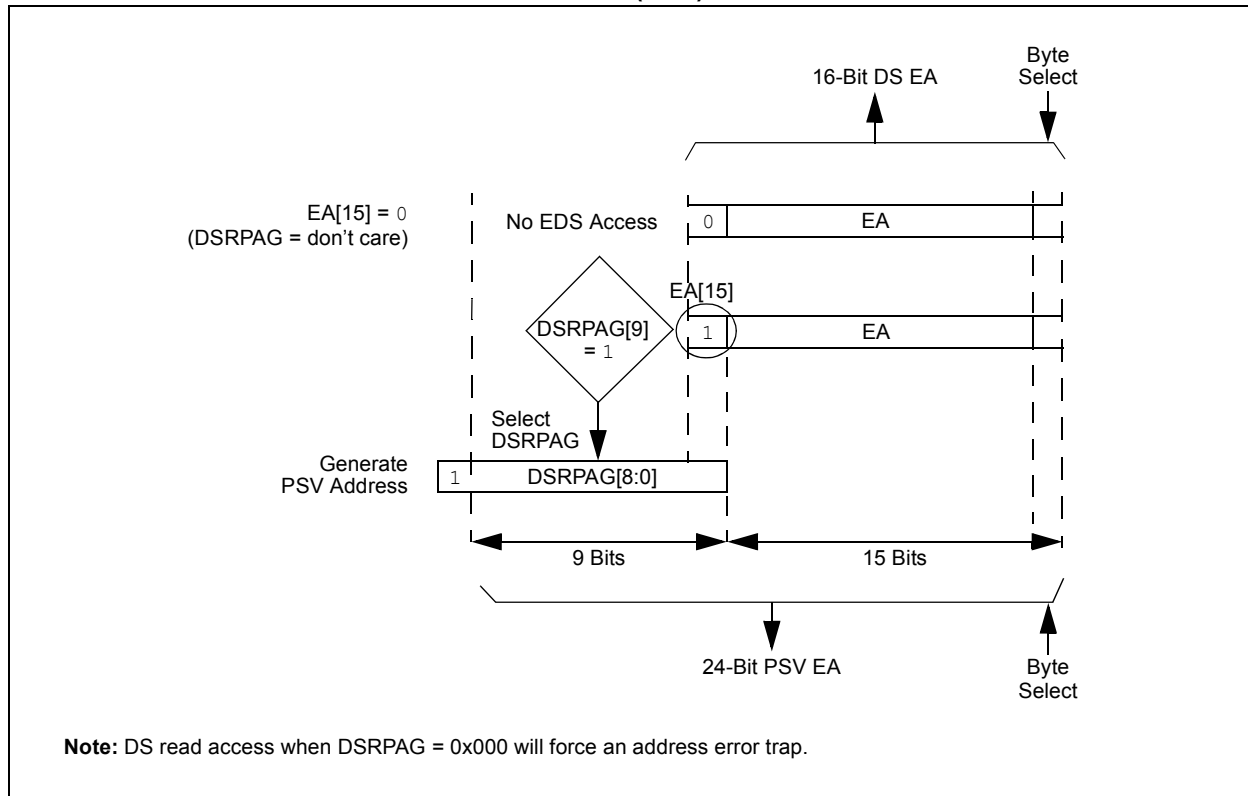 16-Bit DS EA
Byte
Select
EA[15] = 0
(DSRPAG = don't care)
No EDS Access
0
EA
EA[15]
DSRPAG[9]
= 1
1
EA
Select
DSRPAG
Generate
PSV Address
1
DSRPAG[8:0]
9 Bits
15 Bits
24-Bit PSV EA
Byte
Select
Note: DS read access when DSRPAG = 0x000 will force an address error trap.